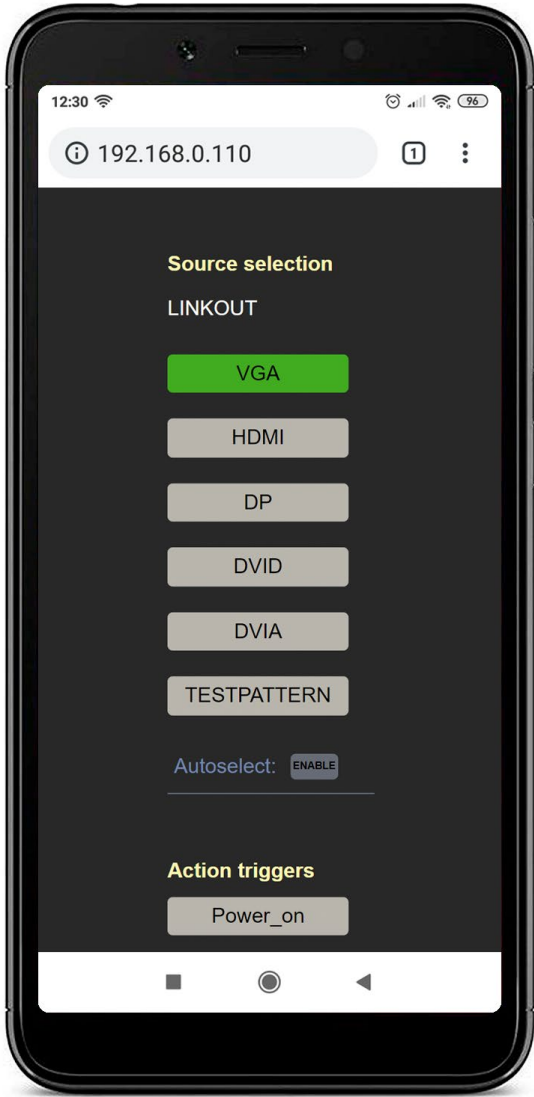 12:30
96
192.168.0.110
1
Source selection
LINKOUT
VGA
HDMI
DP
DVID
DVIA
TESTPATTERN
Autoselect: ENABLE
Action triggers
Power_on